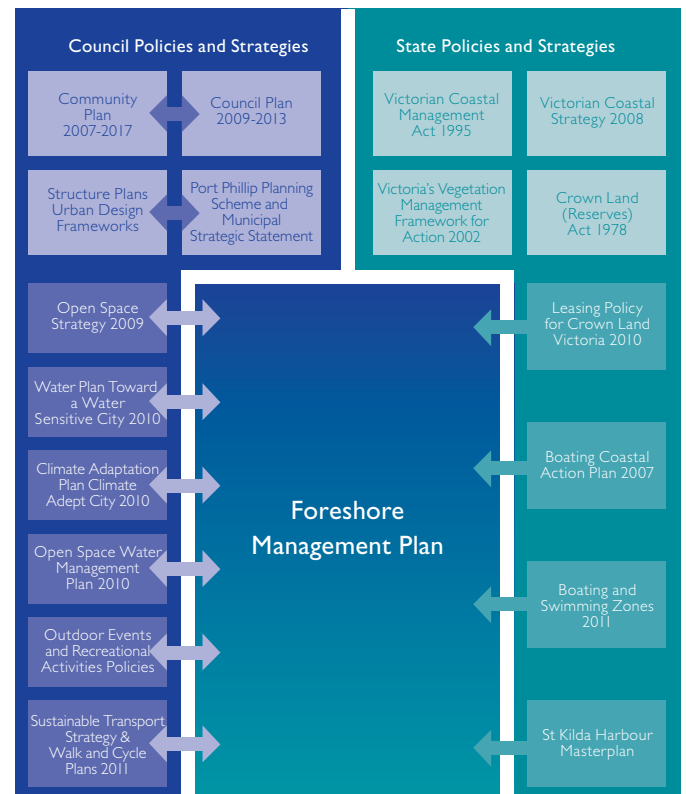 Council Policies and Strategies
Community
Plan
2007-2017
Council Plan
2009-2013
Structure Plans
Urban Design
Frameworks
Port Phillip Planning
Scheme and
Municipal
Strategic Statement
Open Space
Strategy 2009
Water Plan Toward
a Water
Sensitive City 2010
Climate Adaptation
Plan Climate
Adept City 2010
Open Space Water
Management
Plan 2010
Outdoor Events
and Recreational
Activities Policies
Sustainable Transport
Strategy &
Walk and Cycle
Plans 2011
Foreshore
Management Plan
State Policies and Strategies
Victorian Coastal
Management
Act 1995
Victorian Coastal
Strategy 2008
Victoria's Vegetation
Management
Framework for
Action 2002
Crown Land
(Reserves)
Act 1978
Leasing Policy
for Crown Land
Victoria 2010
Boating Coastal
Action Plan 2007
Boating and
Swimming Zones
2011
St Kilda Harbour
Masterplan